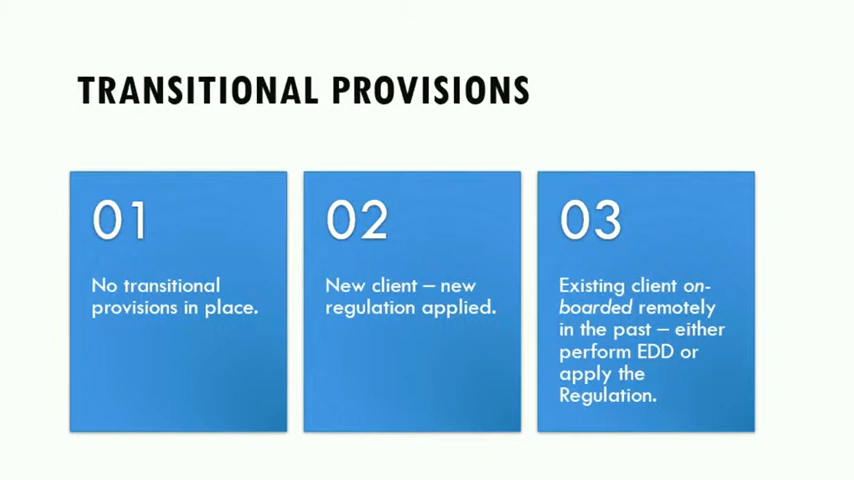 TRANSITIONAL PROVISIONS
01
No transitional
provisions in place.
02
New client – new
regulation applied.
03
Existing client on-
boarded remotely
in the past – either
perform EDD or
apply the
Regulation.